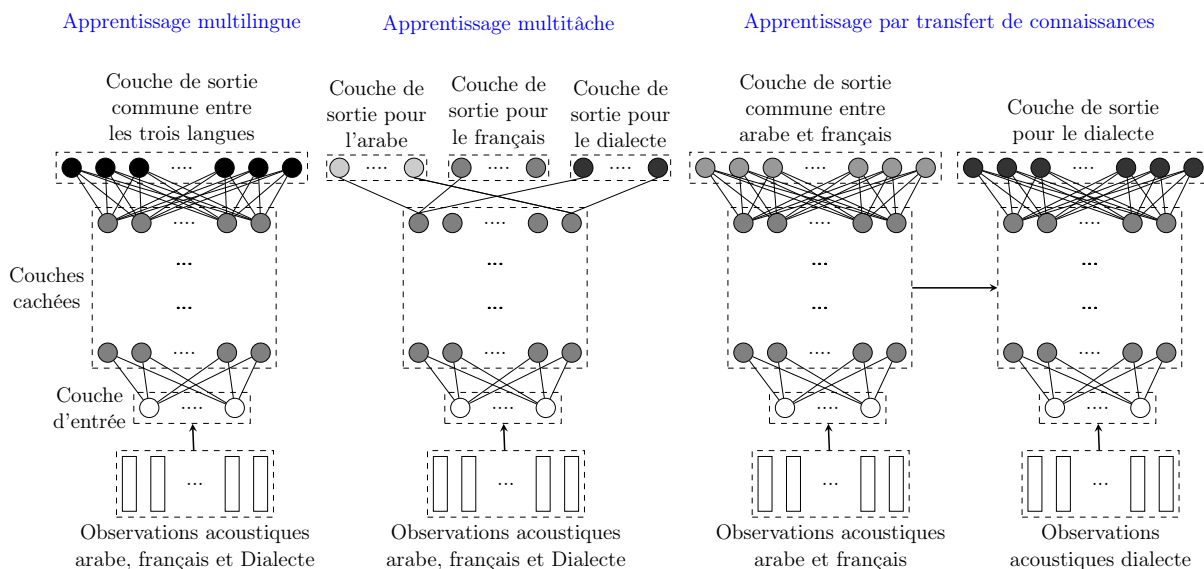 Apprentissage multilingue
Apprentissage multitâche
Apprentissage par transfert de connaissances
Couche de sortie
commune entre
les trois langues
Couche de
sortie pour
l'arabe
Couche de
sortie pour
le français
Couche de
sortie pour
le dialecte
Couche de sortie
commune entre
arabe et français
Couche de sortie
pour le dialecte
Couches
cachées
Couche
d'entrée
Observations acoustiques
arabe, français et Dialecte
Observations acoustiques
arabe, français et Dialecte
Observations acoustiques
arabe et français
Observations
acoustiques dialecte